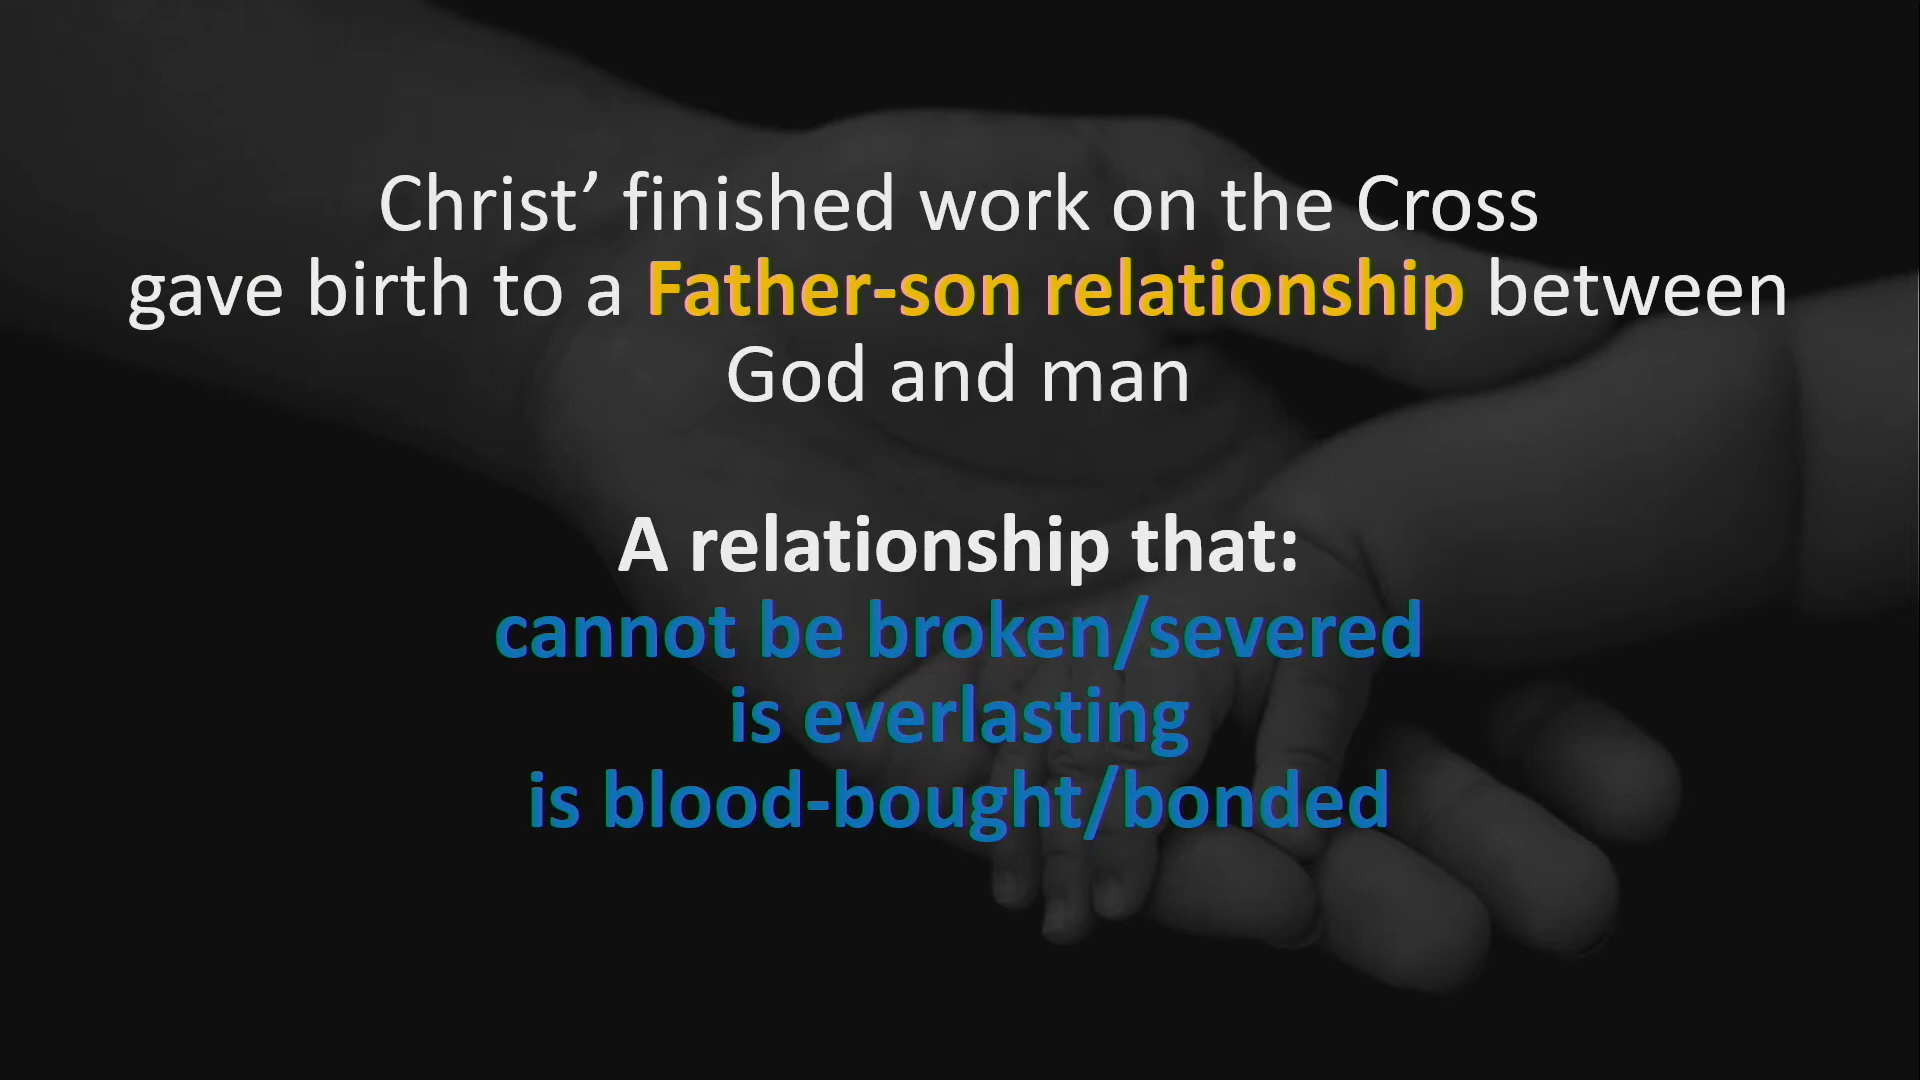 Christ’ finished work on the Cross
gave birth to a Father-son relationship between
God and man
A relationship that:
cannot be broken/severed
is everlasting
is blood-bought/bonded